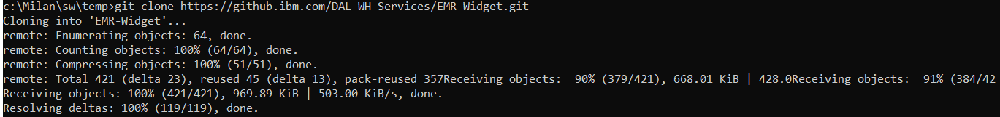 c:\Milan\sw\temp>git clone https://github.ibm.com/DAL-WH-Services/EMR-Widget.git
Cloning into 'EMR-Widget'...
remote: Enumerating objects: 64, done.
remote: Counting objects: 100% (64/64), done.
remote: Compressing objects: 100% (51/51), done.
remote: Total 421 (delta 23), reused 45 (delta 13), pack-reused 357Receiving objects:  90% (379/421), 668.01 KiB | 428.0Receiving objects:  91% (384/42
Receiving objects: 100% (421/421), 969.89 KiB | 503.00 KiB/s, done.
Resolving deltas: 100% (119/119), done.